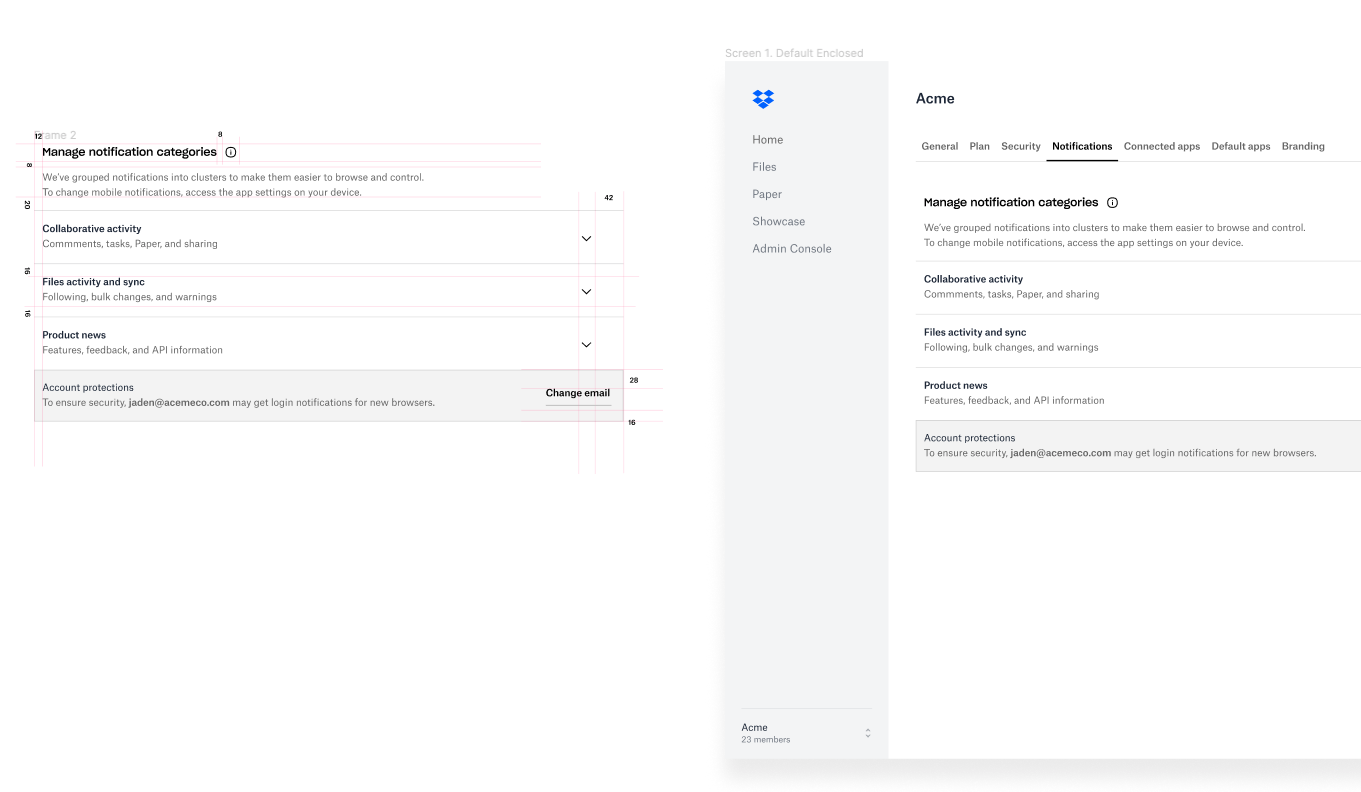 Frame 2
12
8
Manage notification categories
8
We've grouped notifications into clusters to make them easier to browse and control.
To change mobile notifications, access the app settings on your device.
20
42
Collaborative activity
Commments, tasks, Paper, and sharing
16
Files activity and sync
Following, bulk changes, and warnings
16
Product news
Features, feedback, and API information
28
Account protections
To ensure security, jaden@acemeco.com may get login notifications for new browsers.
Change email
16
Screen 1. Default Enclosed
Home
Files
Paper
Showcase
Admin Console
Acme
23 members
Acme
General Plan Security Notifications Connected apps Default apps Branding
Manage notification categories
We've grouped notifications into clusters to make them easier to browse and control.
To change mobile notifications, access the app settings on your device.
Collaborative activity
Commments, tasks, Paper, and sharing
Files activity and sync
Following, bulk changes, and warnings
Product news
Features, feedback, and API information
Account protections
To ensure security, jaden@acemeco.com may get login notifications for new browsers.